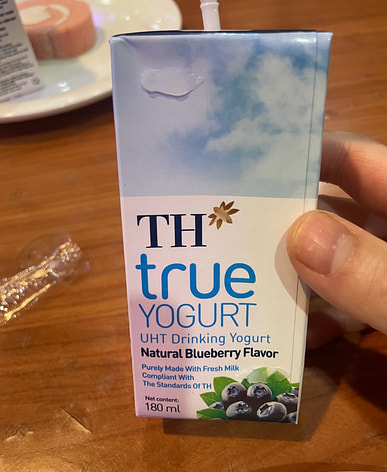 TH
true
YOGURT
UHT Drinking Yogurt
Natural Blueberry Flavor
Purely Made With Fresh Milk
Compliant With
The Standards Of TH
Net content:
180 ml